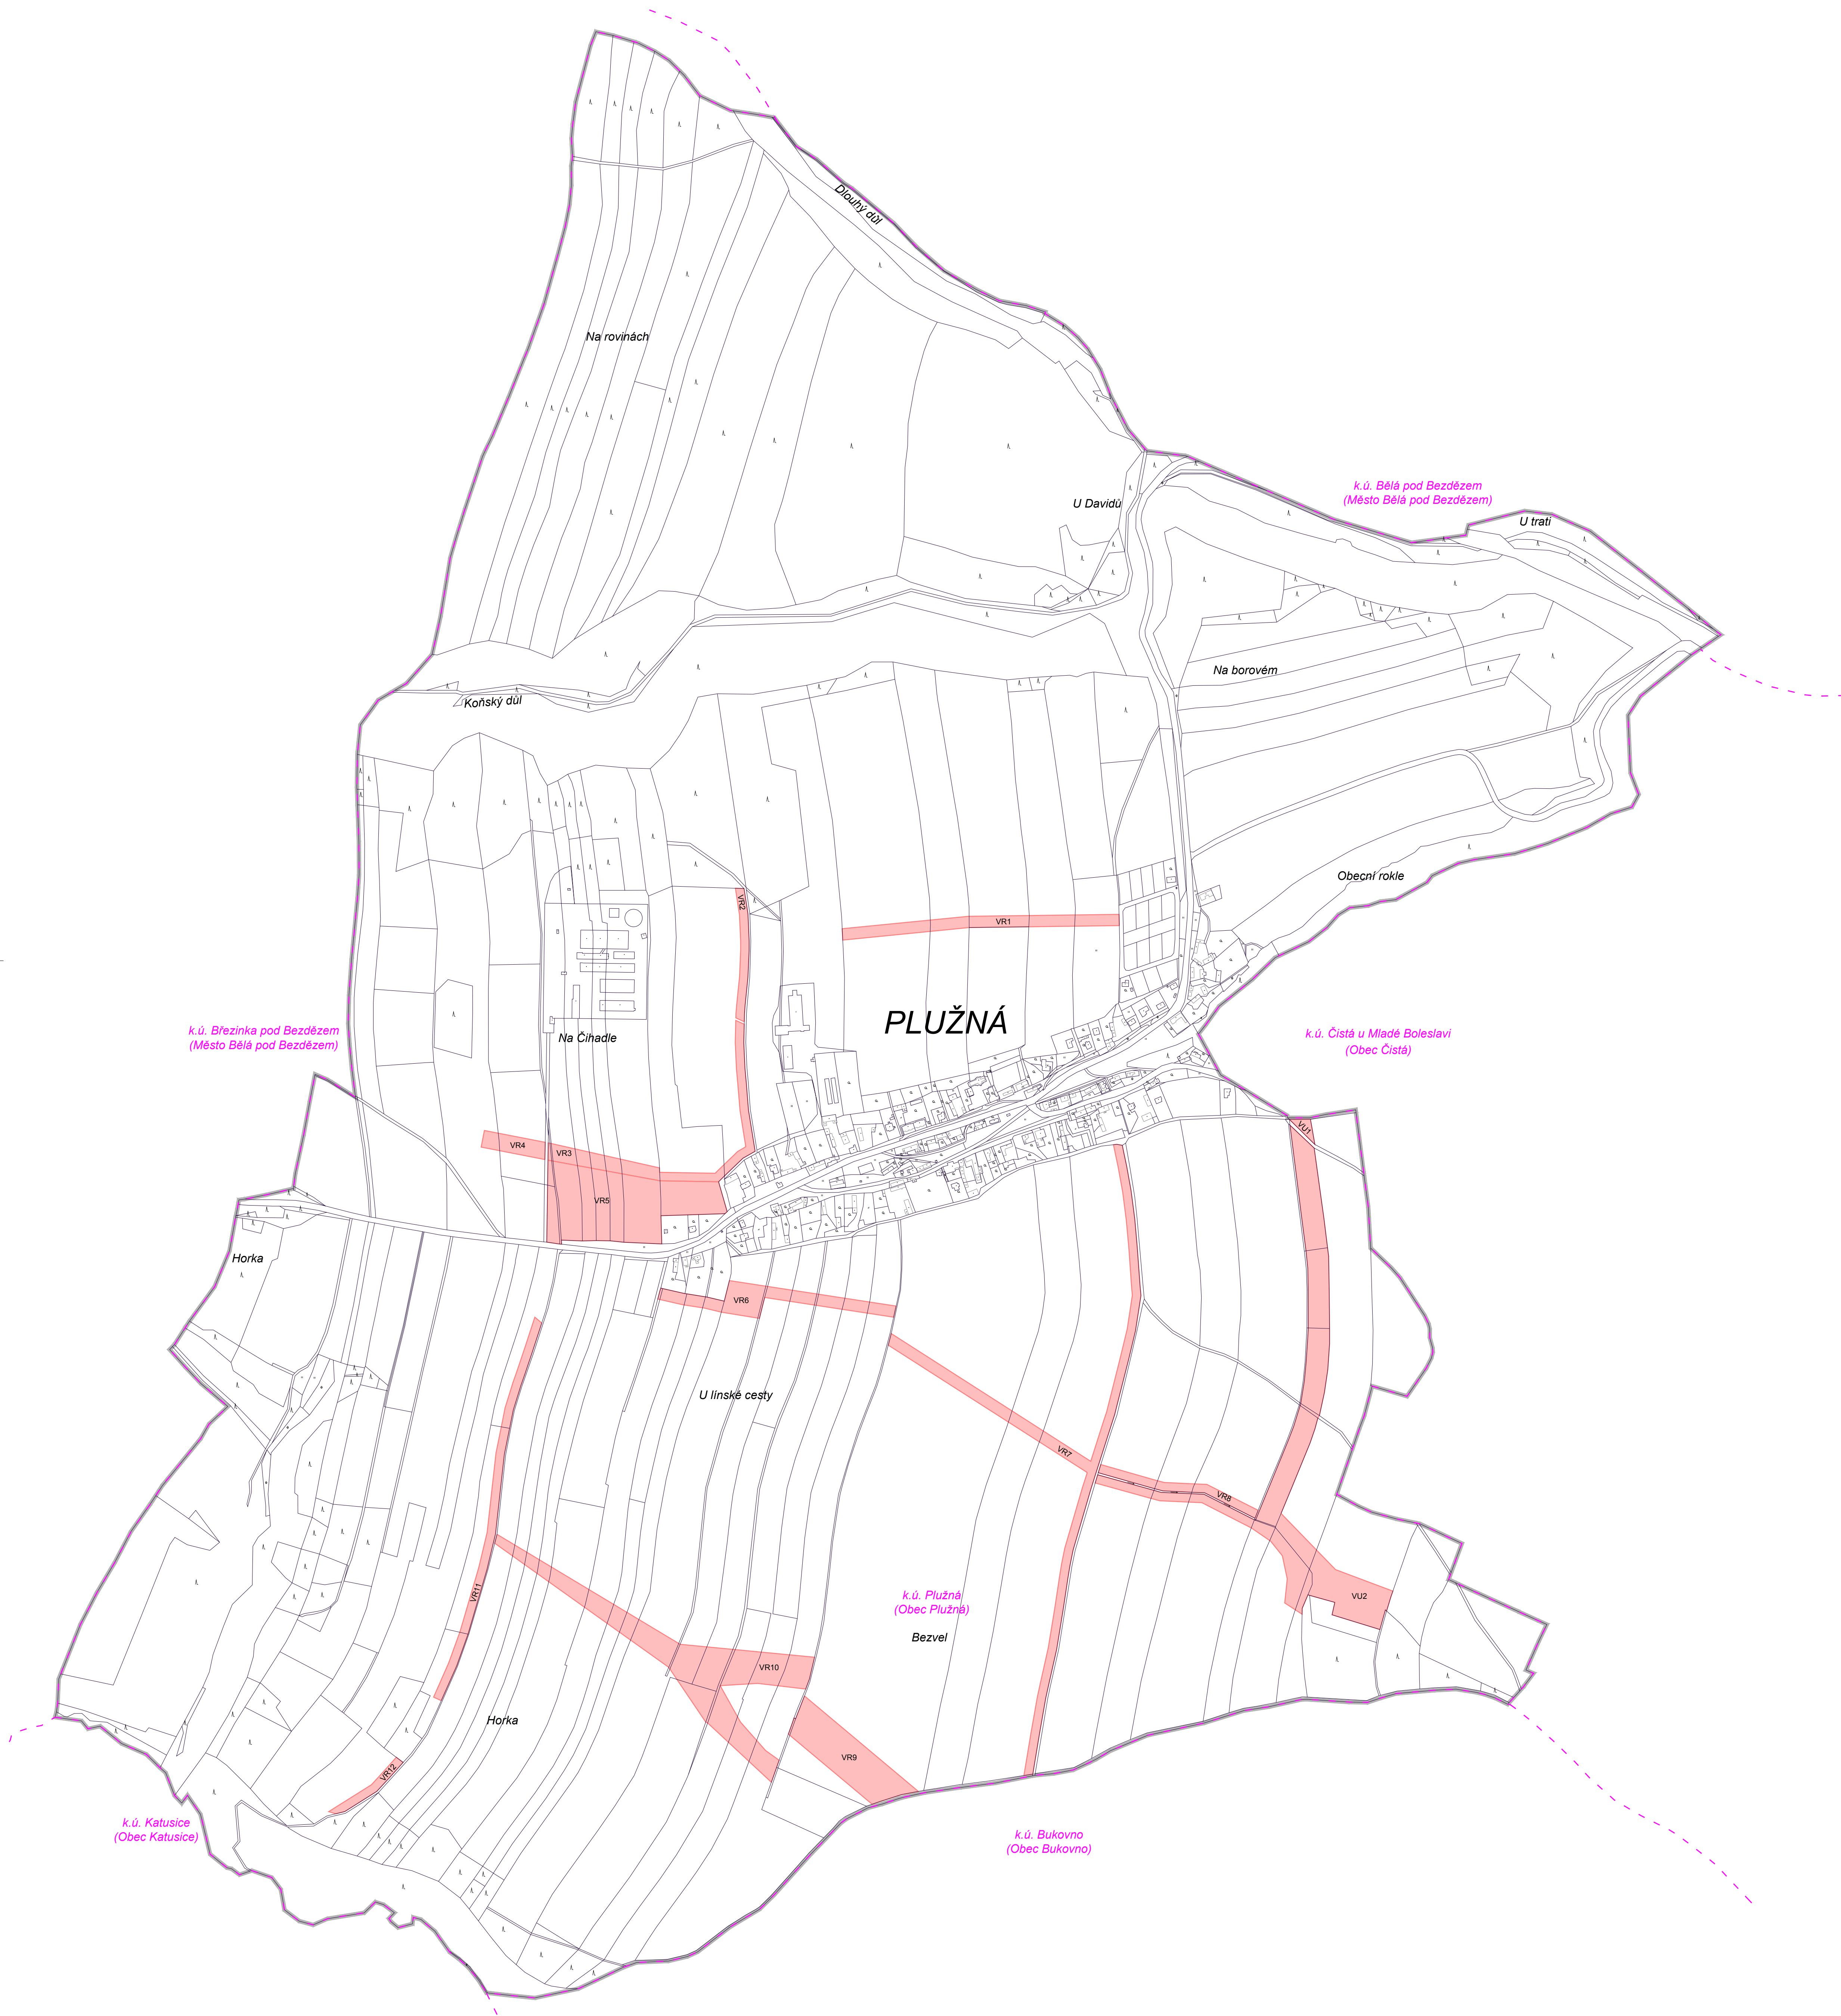 Dlouhý důl
Na rovinách
k.ú. Bělá pod Bezdězem
(Město Bělá pod Bezdězem)
U Davidů
U trati
Na borovém
Koňský důl
Obecní rokle
VR2
VR1
PLUŽNÁ
k.ú. Březinka pod Bezdězem
(Město Bělá pod Bezdězem)
Na Čihadle
k.ú. Čistá u Mladé Boleslavi
(Obec Čistá)
VU1
VR4
VR3
VR5
Horka
VR6
U línské cesty
VR7
VR8
VR11
k.ú. Plužná
(Obec Plužná)
VU2
Bezvel
VR10
Horka
VR9
VR12
k.ú. Katusice
(Obec Katusice)
k.ú. Bukovno
(Obec Bukovno)